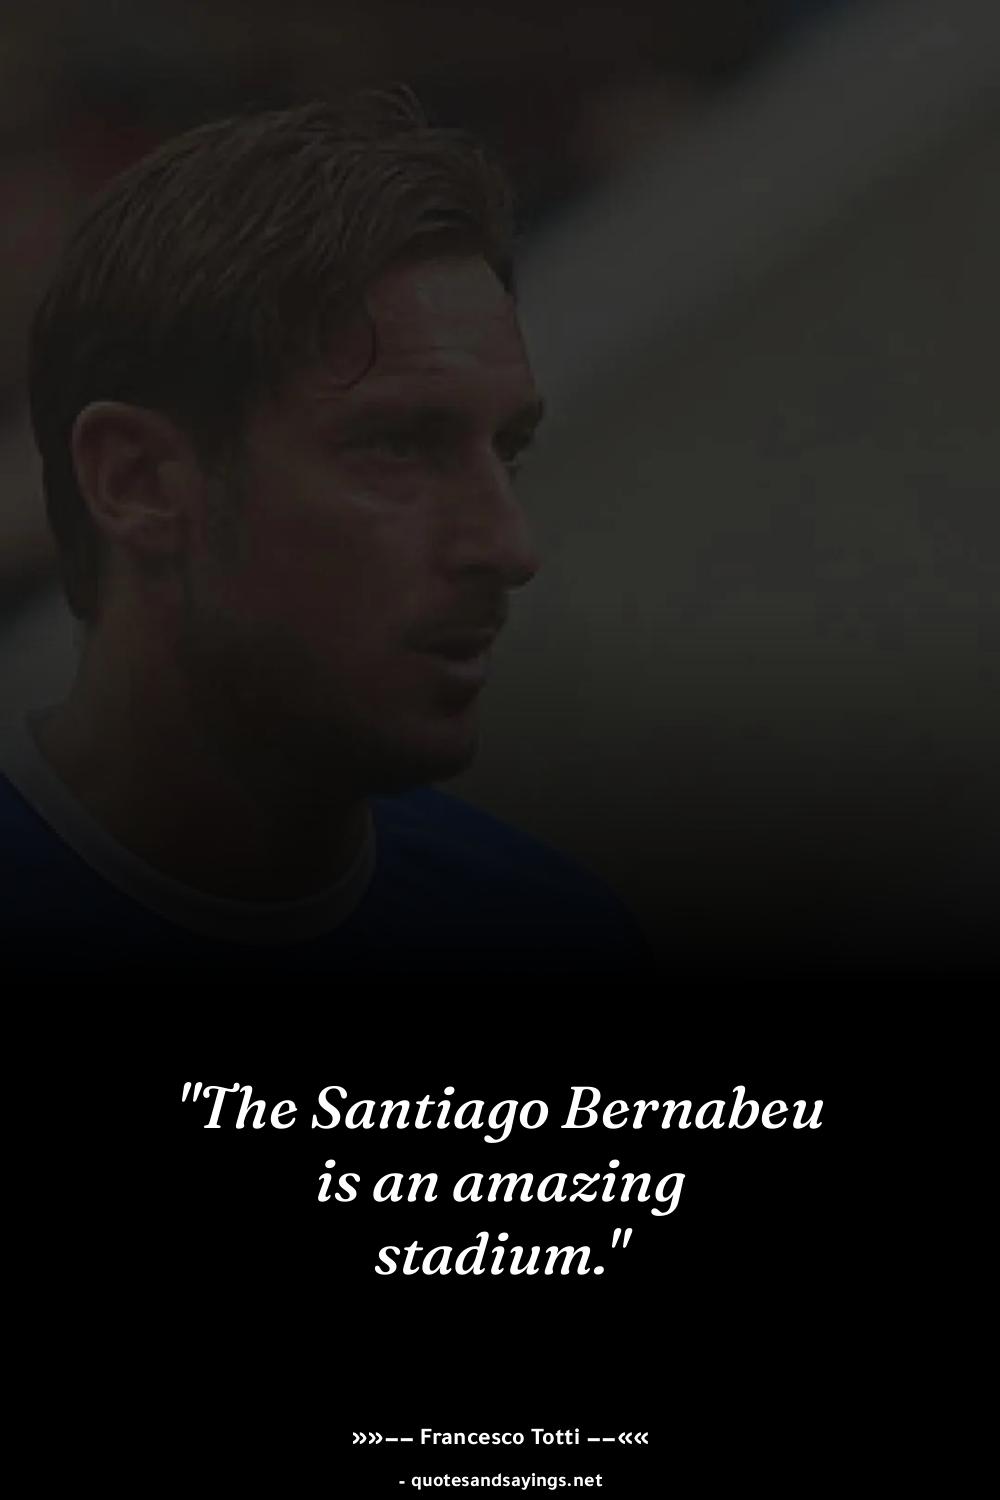 "The Santiago Bernabeu
is an amazing
stadium."
»»–– Francesco Totti ––««
- quotesandsayings.net